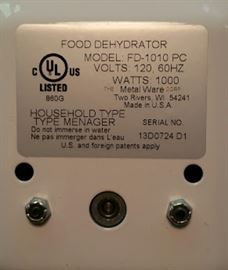 FOOD DEHYDRATOR
MODEL: FD-1010 PC
VOLTS: 120, 60HZ
WATTS: 1000
C UL US
LISTED
860G
THE Metal Ware CORP.
Two Rivers, WI 54241
Made in U.S.A.
HOUSEHOLD TYPE
TYPE MENAGER
Do not immerse in water
Ne pas immerger dans L'eau
SERIAL NO.
13D0724 D1
U.S. and foreign patents apply